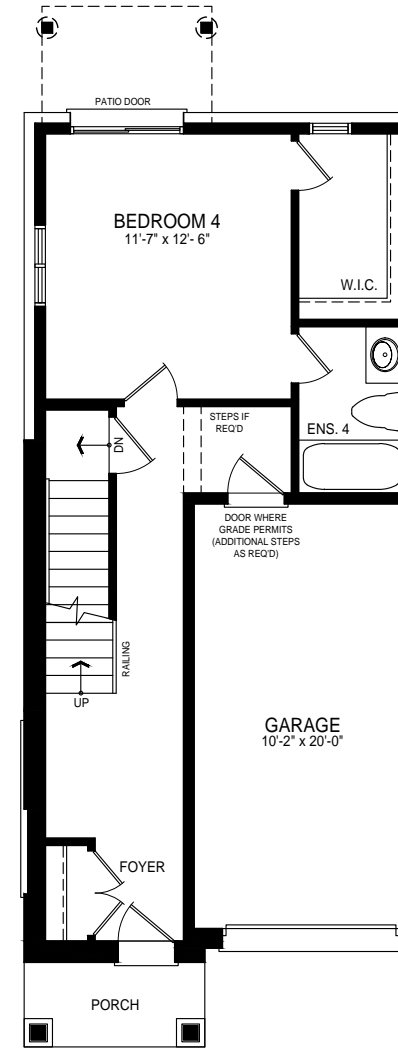 PATIO DOOR
BEDROOM 4
11'-7" x 12'- 6"
W.I.C.
STEPS IF
REQ'D
ENS. 4
DN
DOOR WHERE
GRADE PERMITS
(ADDITIONAL STEPS
AS REQ'D)
RAILING
UP
GARAGE
10'-2" x 20'-0"
FOYER
PORCH